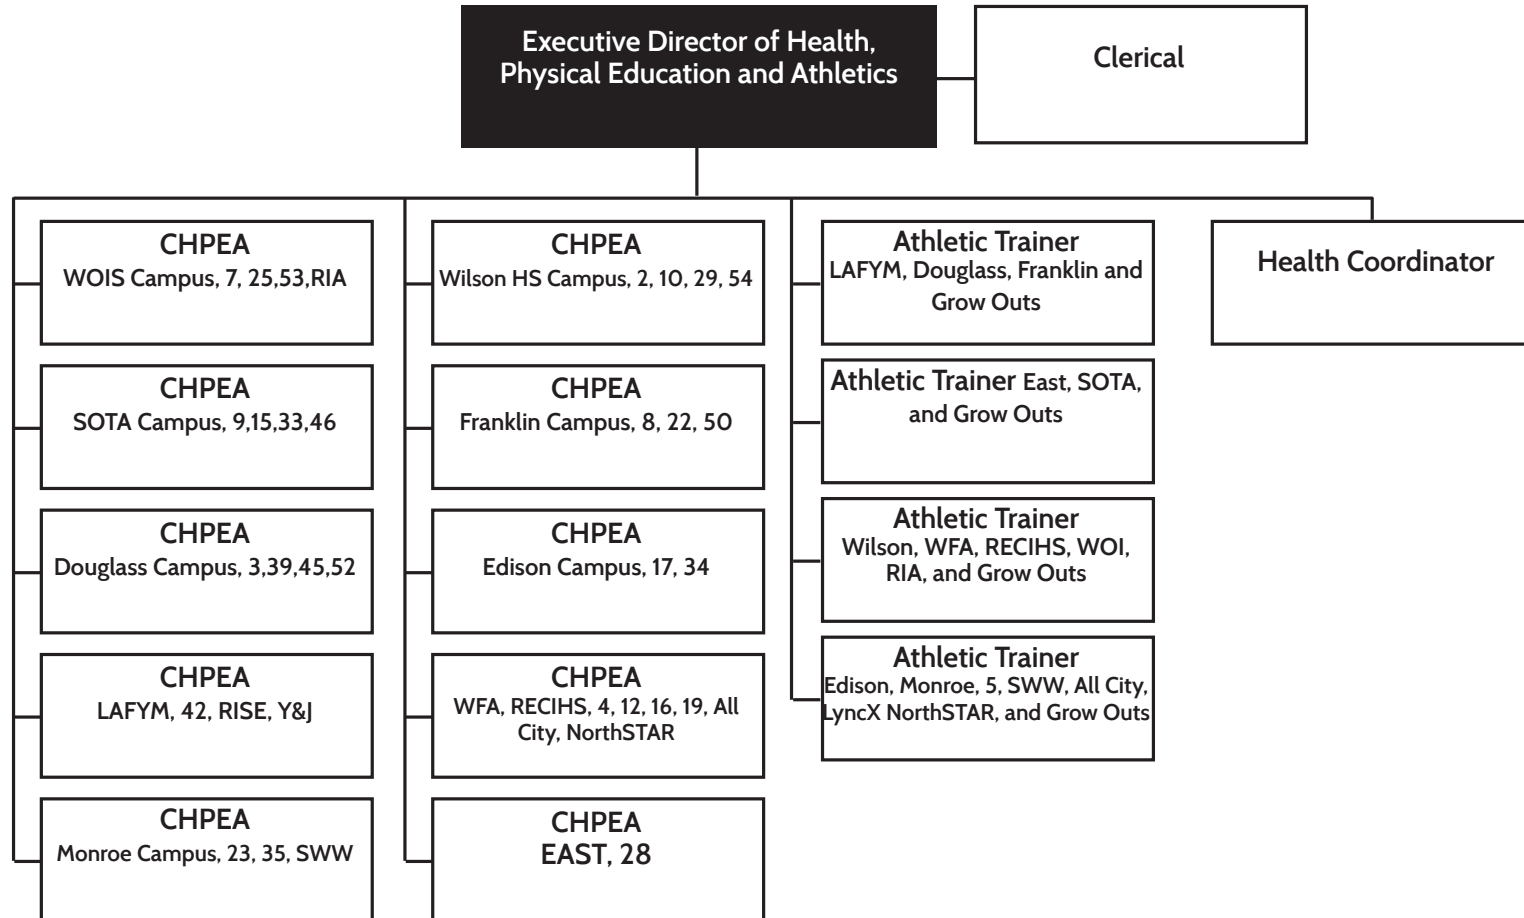 Executive Director of Health,
Physical Education and Athletics
Clerical
CHPEA
WOIS Campus, 7, 25,53,RIA
CHPEA
SOTA Campus, 9,15,33,46
CHPEA
Douglass Campus, 3,39,45,52
CHPEA
LAFYM, 42, RISE, Y&J
CHPEA
Monroe Campus, 23, 35, SWW
CHPEA
Wilson HS Campus, 2, 10, 29, 54
CHPEA
Franklin Campus, 8, 22, 50
CHPEA
Edison Campus, 17, 34
CHPEA
WFA, RECIHS, 4, 12, 16, 19, All
City, NorthSTAR
CHPEA
EAST, 28
Athletic Trainer
LAFYM, Douglass, Franklin and
Grow Outs
Athletic Trainer East, SOTA,
and Grow Outs
Athletic Trainer
Wilson, WFA, RECIHS, WOI,
RIA, and Grow Outs
Athletic Trainer
Edison, Monroe, 5, SWW, All City,
LyncX NorthSTAR, and Grow Outs
Health Coordinator